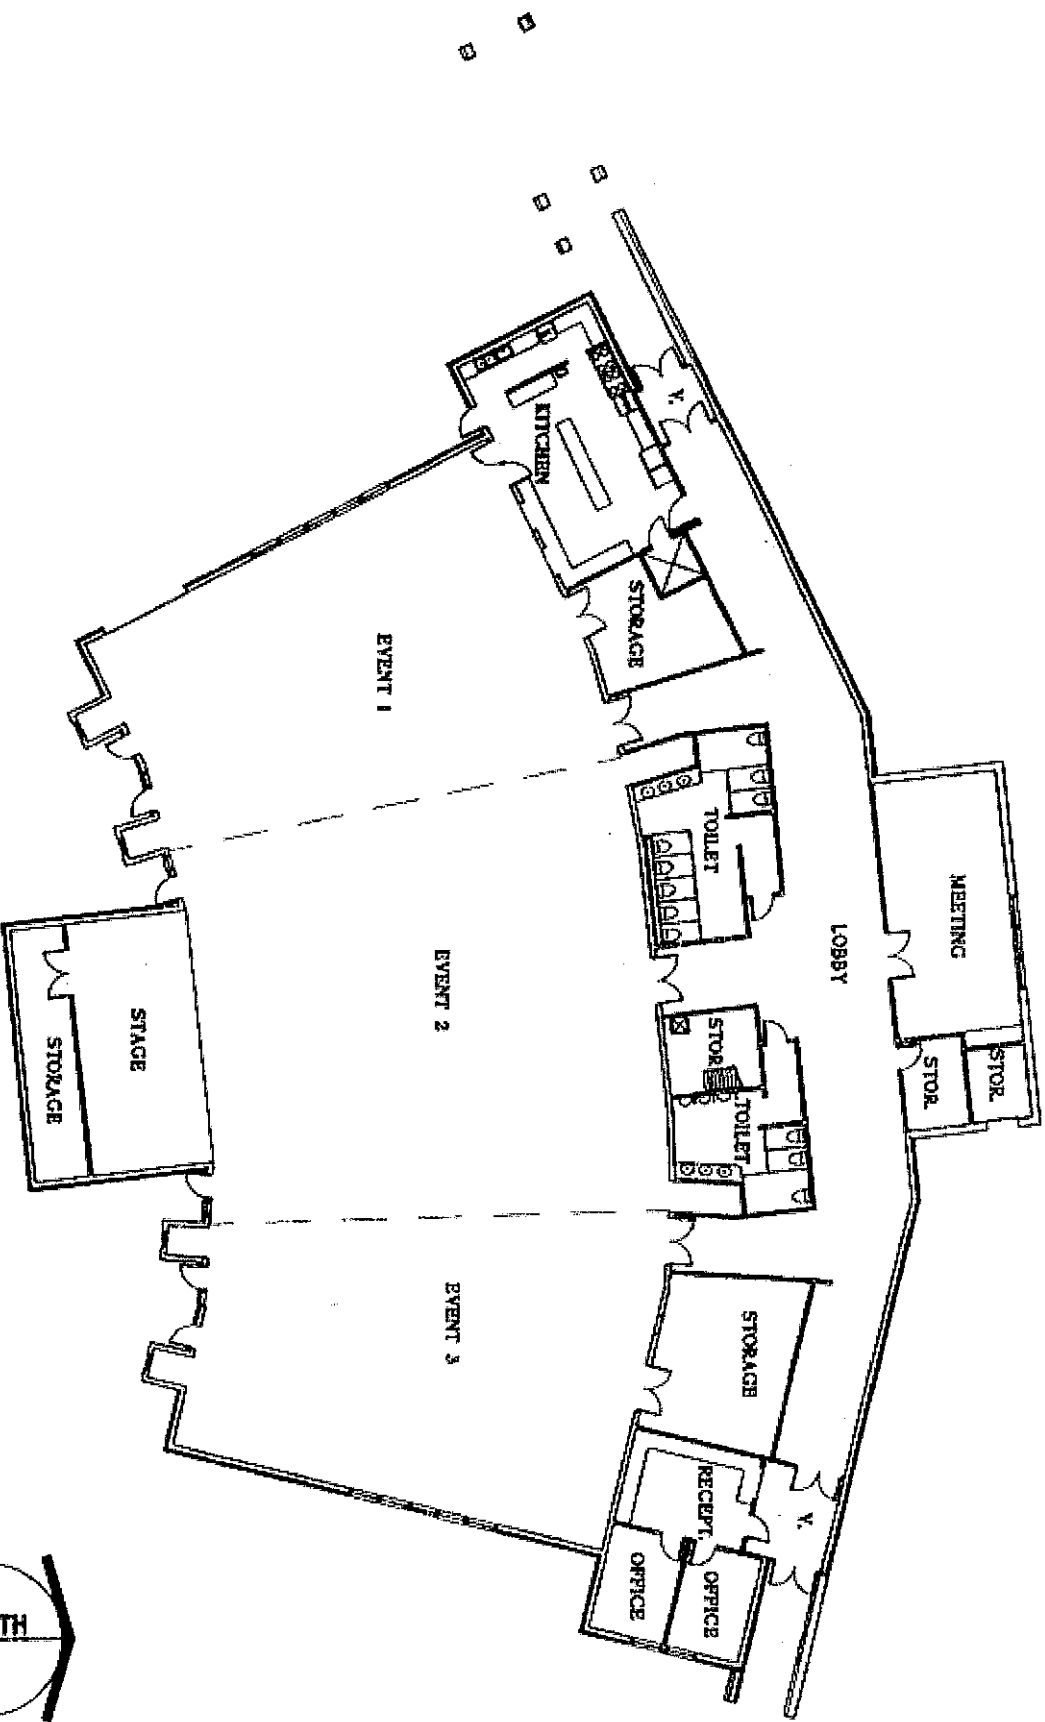 V.
KITCHEN
STORAGE
EVENT 1
TOILET
MEETING
LOBBY
EVENT 2
STOR.
STOR.
STOR.
STAGE
STORAGE
TOILET
EVENT 3
STORAGE
RECEPT.
V.
OFFICE
OFFICE
TH